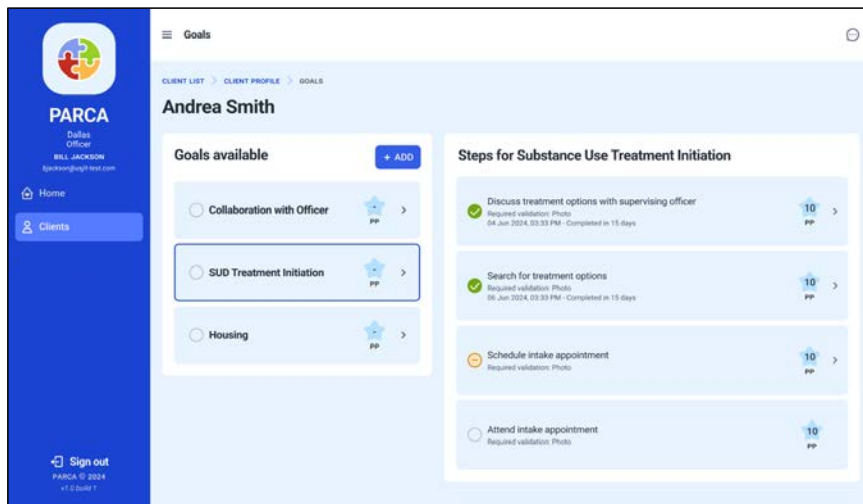 Goals
CLIENT LIST > CLIENT PROFILE > GOALS
Andrea Smith
PARCA
Dallas
Officer
BILL JACKSON
Home
Clients
Sign out
PARCA © 2024
v1.0 build 1
Goals available
+ ADD
Collaboration with Officer
-
PP
SUD Treatment Initiation
-
PP
Housing
-
PP
Steps for Substance Use Treatment Initiation
Discuss treatment options with supervising officer
Required validation: Photo
04 Jun 2024, 03:33 PM - Completed in 15 days
10
PP
Search for treatment options
Required validation: Photo
06 Jun 2024, 03:33 PM - Completed in 15 days
10
PP
Schedule intake appointment
Required validation: Photo
10
PP
Attend intake appointment
Required validation: Photo
10
PP